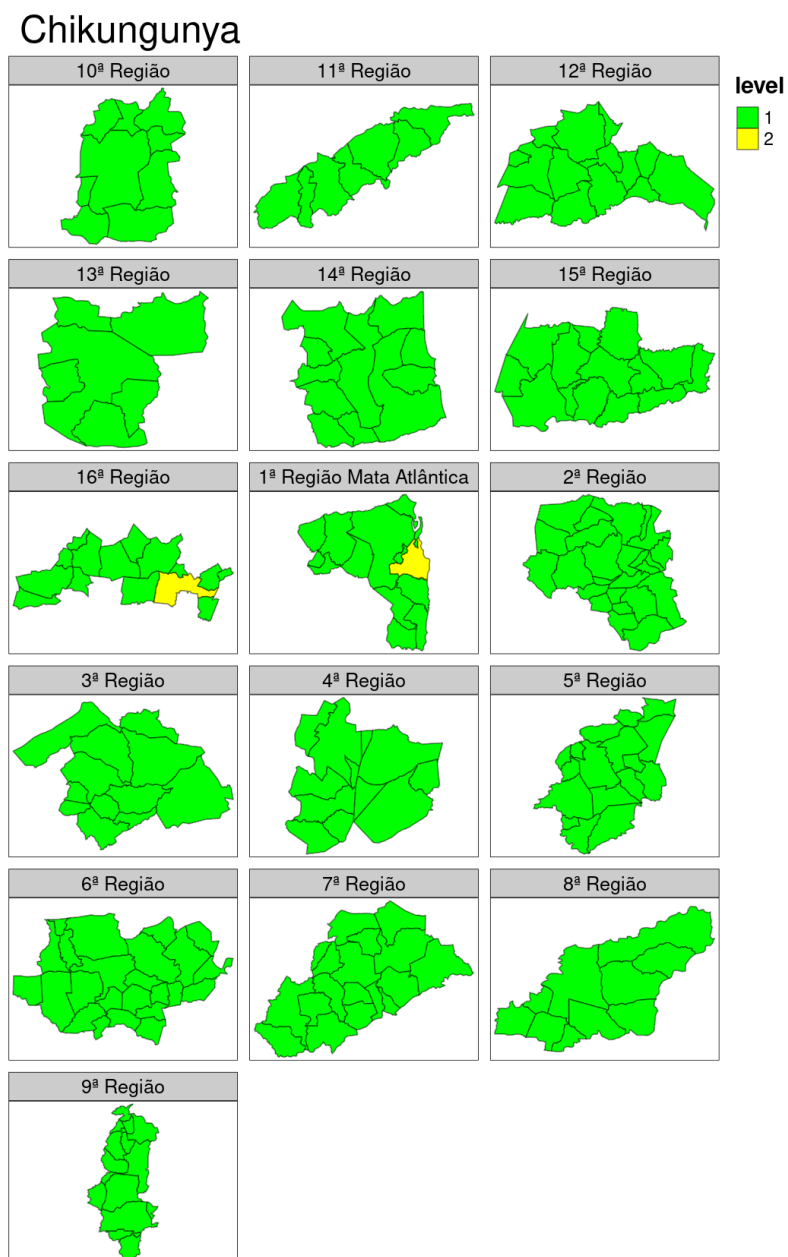 Chikungunya
10ª Região
11ª Região
12ª Região
level
1
2
13ª Região
14ª Região
15ª Região
16ª Região
1ª Região Mata Atlântica
2ª Região
3ª Região
4ª Região
5ª Região
6ª Região
7ª Região
8ª Região
9ª Região